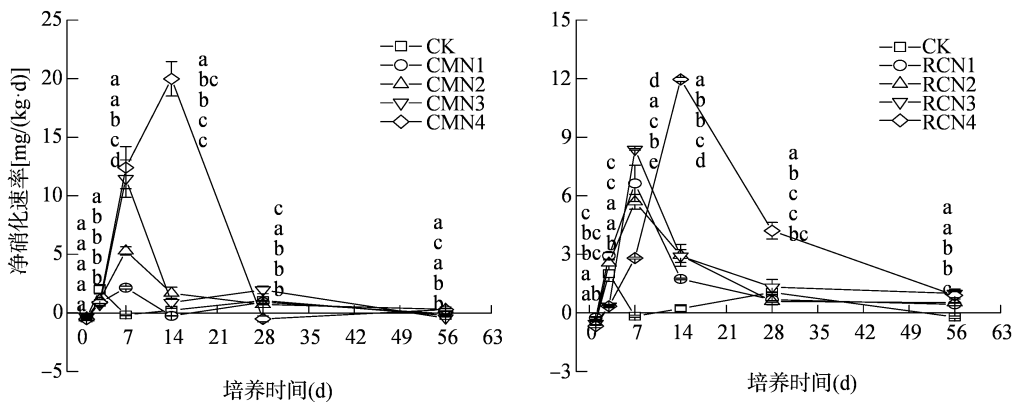 25
20
15
10
5
0
−5
净硝化速率[mg/(kg·d)]
0 7 14 21 28 35 42 49 56 63
培养时间(d)
CK
CMN1
CMN2
CMN3
CMN4
a
a
a
a
a
a
b
b
b
b
a
a
b
c
d
a
bc
b
c
c
c
a
b
b
b
a
c
a
b
b
15
12
9
6
3
0
−3
0 7 14 21 28 35 42 49 56 63
培养时间(d)
CK
RCN1
RCN2
RCN3
RCN4
c
bc
bc
a
ab
c
c
a
a
b
d
a
c
b
e
a
b
b
c
d
a
b
c
c
bc
a
a
b
b
c